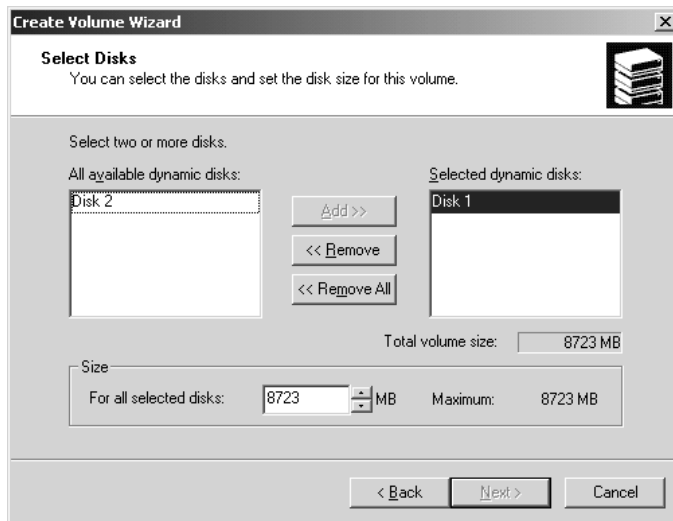 Create Volume Wizard
Select Disks
You can select the disks and set the disk size for this volume.
Select two or more disks.
All available dynamic disks:
Selected dynamic disks:
Disk 2
Disk 1
Add >>
<< Remove
<< Remove All
Total volume size: 8723 MB
Size
For all selected disks: 8723 MB Maximum: 8723 MB
< Back Next > Cancel